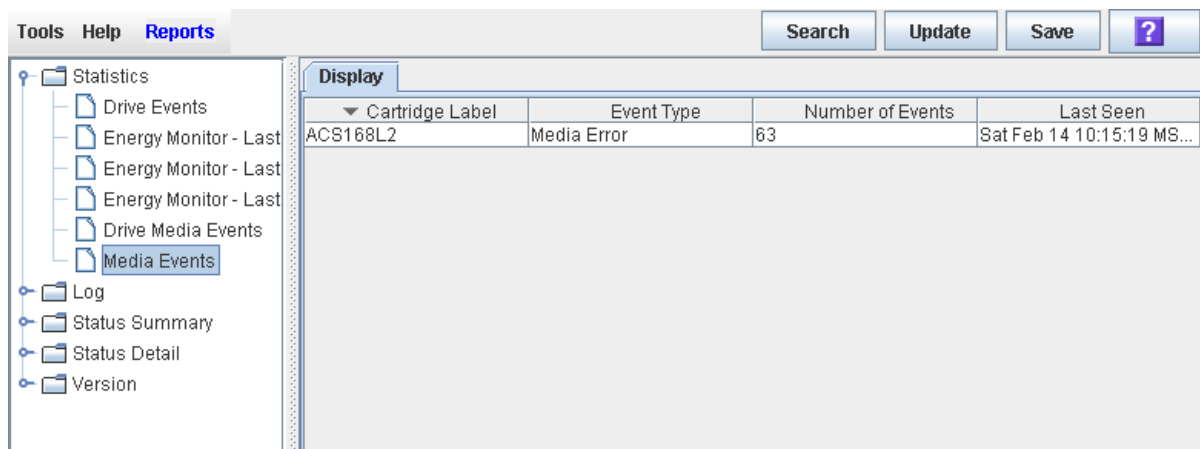 Tools Help Reports Search Update Save ?
Statistics
Drive Events
Energy Monitor - Last
Energy Monitor - Last
Energy Monitor - Last
Drive Media Events
Media Events
Log
Status Summary
Status Detail
Version
Display
Cartridge Label Event Type Number of Events Last Seen
ACS168L2 Media Error 63 Sat Feb 14 10:15:19 MS...